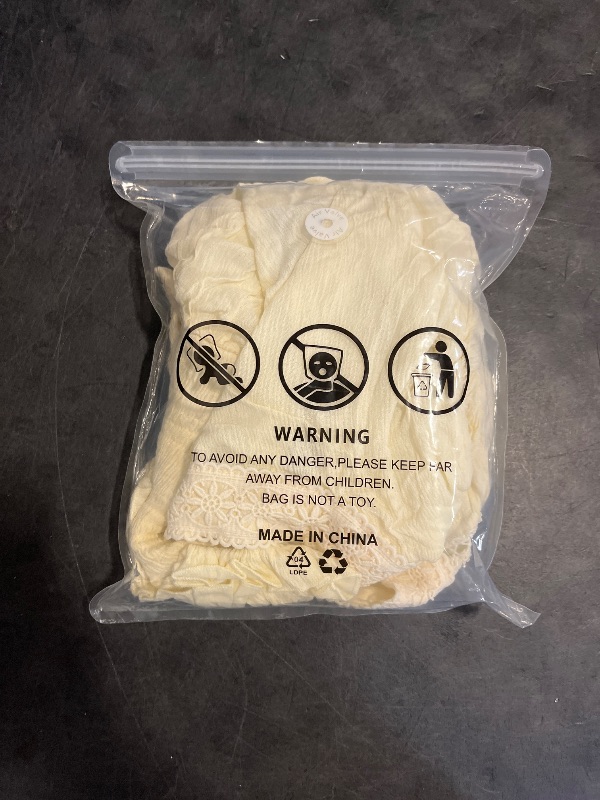 WARNING
TO AVOID ANY DANGER,PLEASE KEEP FAR
AWAY FROM CHILDREN.
BAG IS NOT A TOY.
MADE IN CHINA
04
LDPE